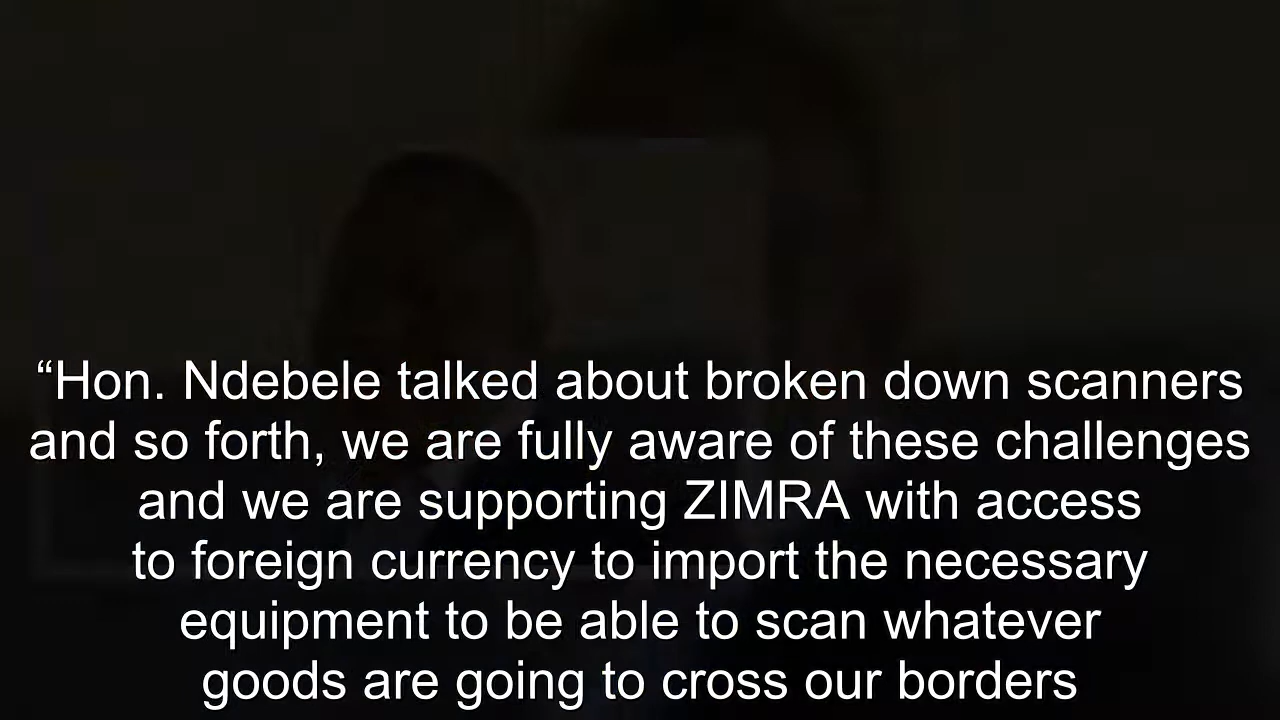 “Hon. Ndebele talked about broken down scanners
and so forth, we are fully aware of these challenges
and we are supporting ZIMRA with access
to foreign currency to import the necessary
equipment to be able to scan whatever
goods are going to cross our borders